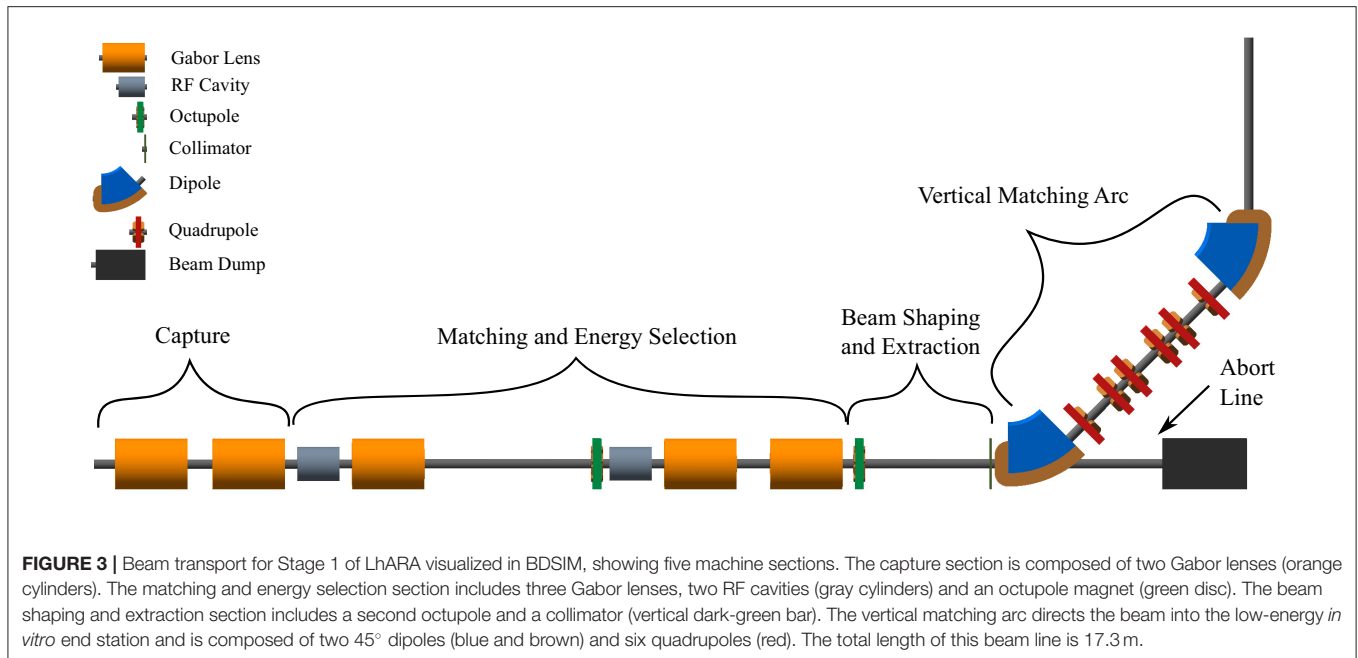 Gabor Lens
RF Cavity
Octupole
Collimator
Dipole
Quadrupole
Beam Dump
Vertical Matching Arc
Capture
Matching and Energy Selection
Beam Shaping
and Extraction
Abort
Line
FIGURE 3 | Beam transport for Stage 1 of LhARA visualized in BDSIM, showing five machine sections. The capture section is composed of two Gabor lenses (orange
cylinders). The matching and energy selection section includes three Gabor lenses, two RF cavities (gray cylinders) and an octupole magnet (green disc). The beam
shaping and extraction section includes a second octupole and a collimator (vertical dark-green bar). The vertical matching arc directs the beam into the low-energy in
vitro end station and is composed of two 45° dipoles (blue and brown) and six quadrupoles (red). The total length of this beam line is 17.3 m.